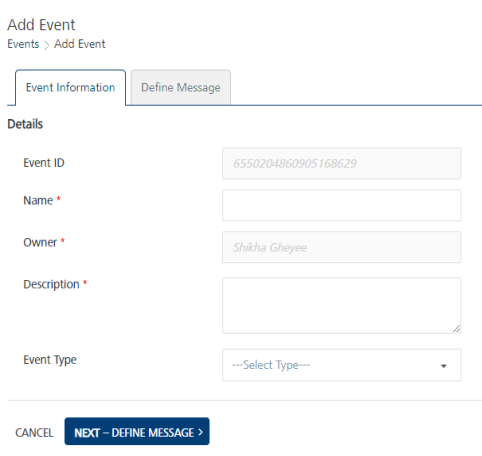 Add Event
Events > Add Event
Event Information
Define Message
Details
Event ID
6550204860905168629
Name *
Owner *
Shikha Gheyee
Description *
Event Type
---Select Type---
CANCEL
NEXT – DEFINE MESSAGE >